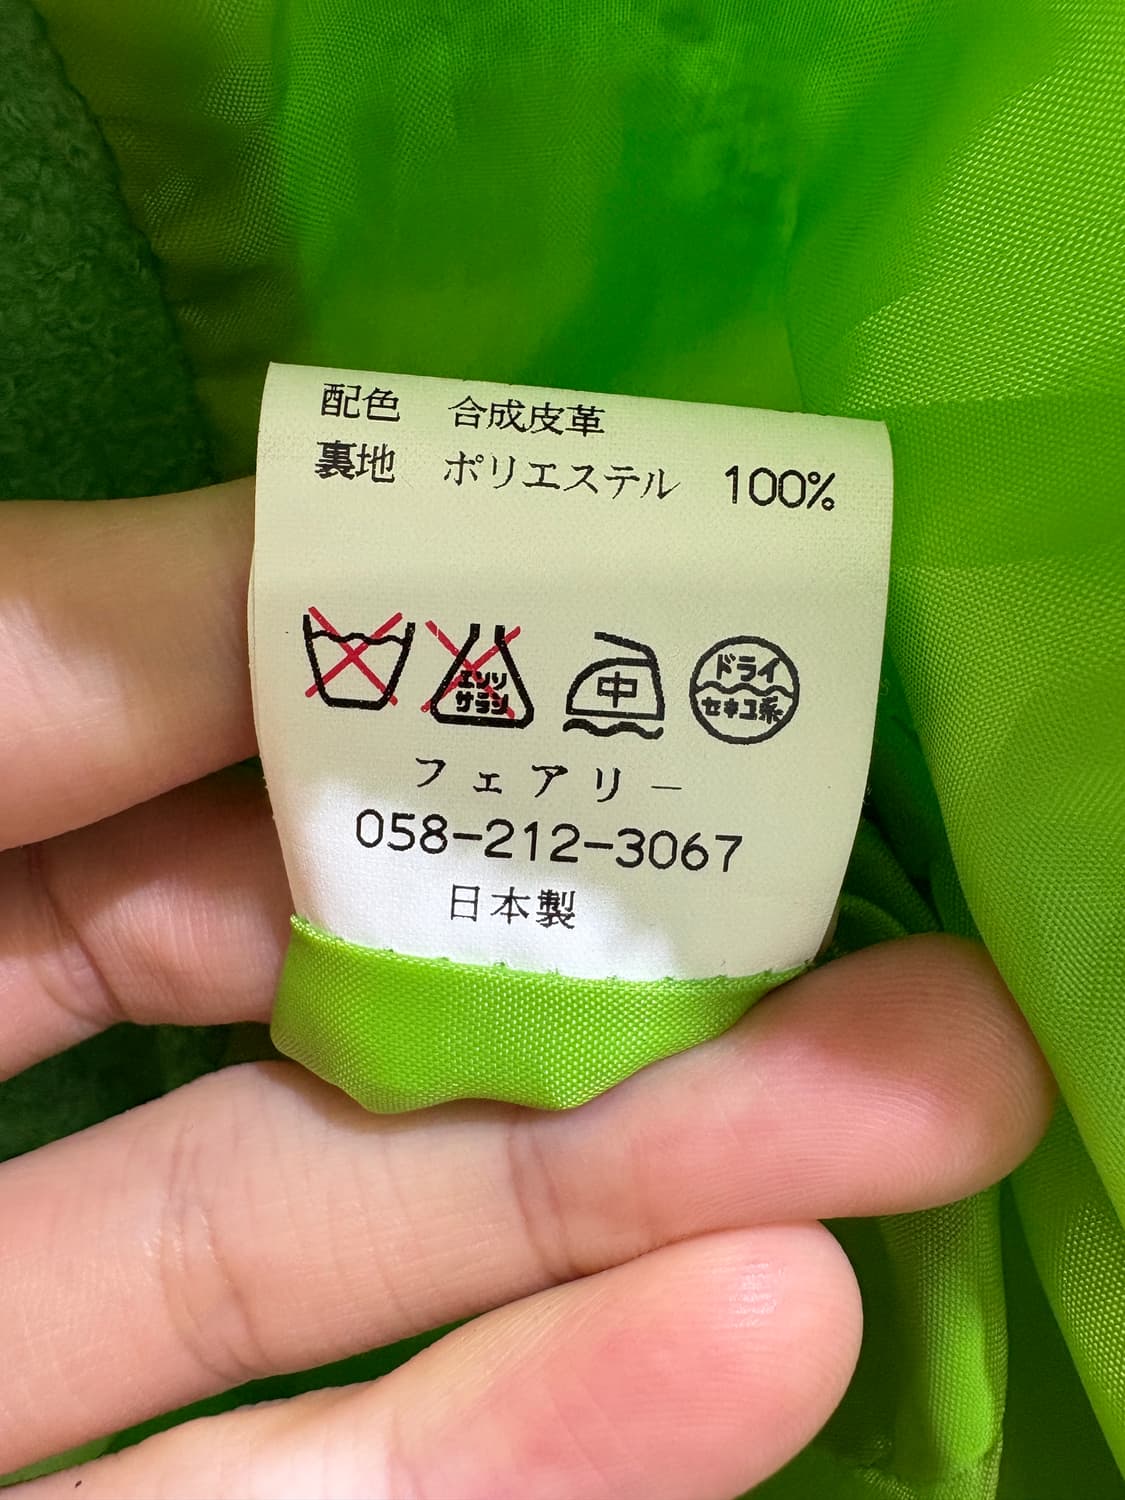 配色 合成皮革
裏地 ポリエステル 100%
エンソ
サラシ
中
ドライ
セキユ系
フェアリー
058-212-3067
日本製